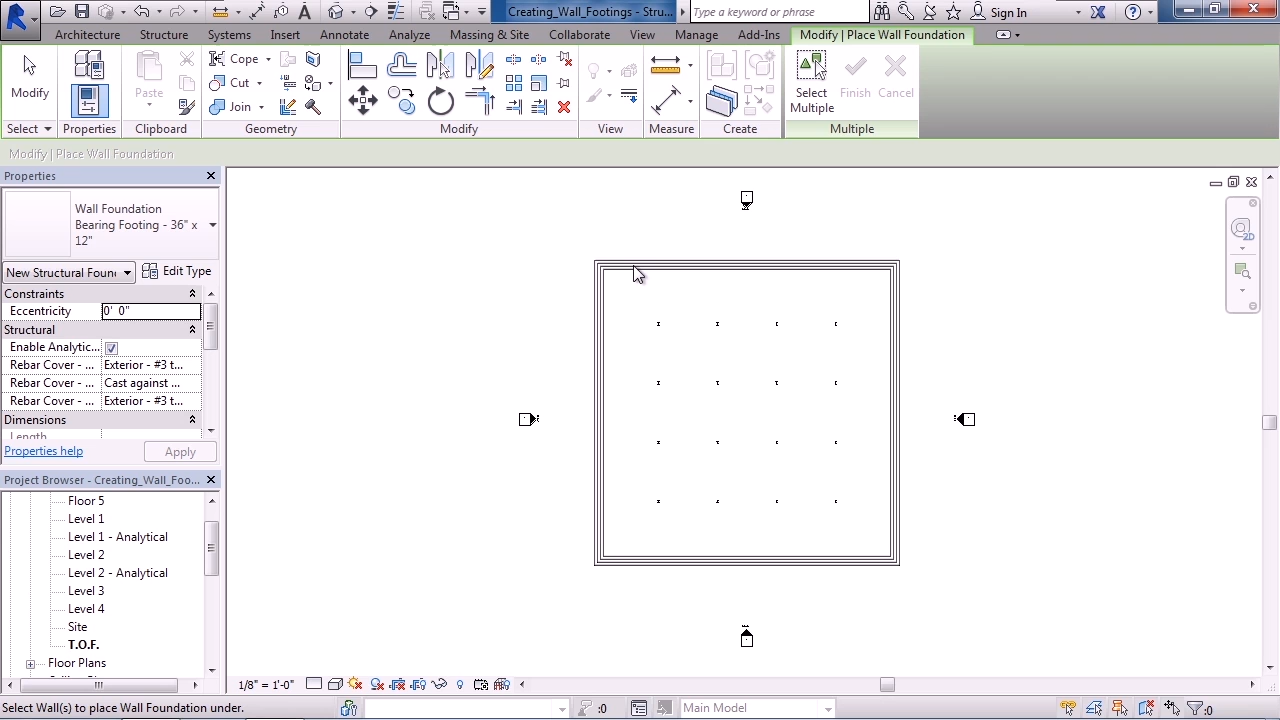 Creating_Wall_Footings - Stru...
Type a keyword or phrase
Sign In
Architecture
Structure
Systems
Insert
Annotate
Analyze
Massing & Site
Collaborate
View
Manage
Add-Ins
Modify | Place Wall Foundation
Modify
Paste
Cope
Cut
Join
Select Multiple
Finish
Cancel
Select
Properties
Clipboard
Geometry
Modify
View
Measure
Create
Multiple
Modify | Place Wall Foundation
Properties
Wall Foundation
Bearing Footing - 36" x
12"
New Structural Foun
Edit Type
Constraints
Eccentricity
0' 0"
Structural
Enable Analytic...
Rebar Cover - ...
Exterior - #3 t...
Rebar Cover - ...
Cast against ...
Rebar Cover - ...
Exterior - #3 t...
Dimensions
Length
Properties help
Apply
Project Browser - Creating_Wall_Foo...
Floor 5
Level 1
Level 1 - Analytical
Level 2
Level 2 - Analytical
Level 3
Level 4
Site
T.O.F.
Floor Plans
2D
1/8" = 1'-0"
Select Wall(s) to place Wall Foundation under.
:0
Main Model
:0